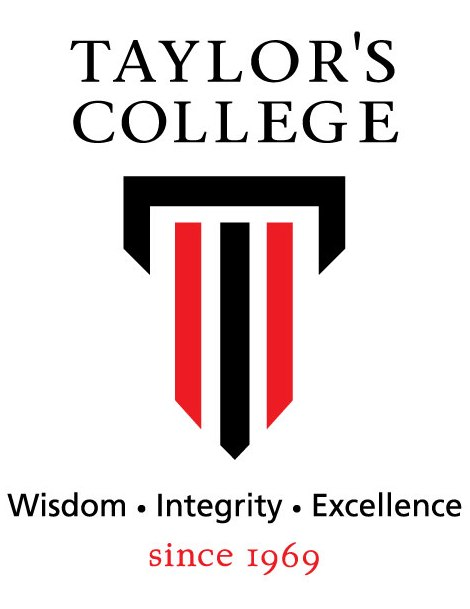 TAYLOR'S
COLLEGE
Wisdom • Integrity • Excellence
since 1969